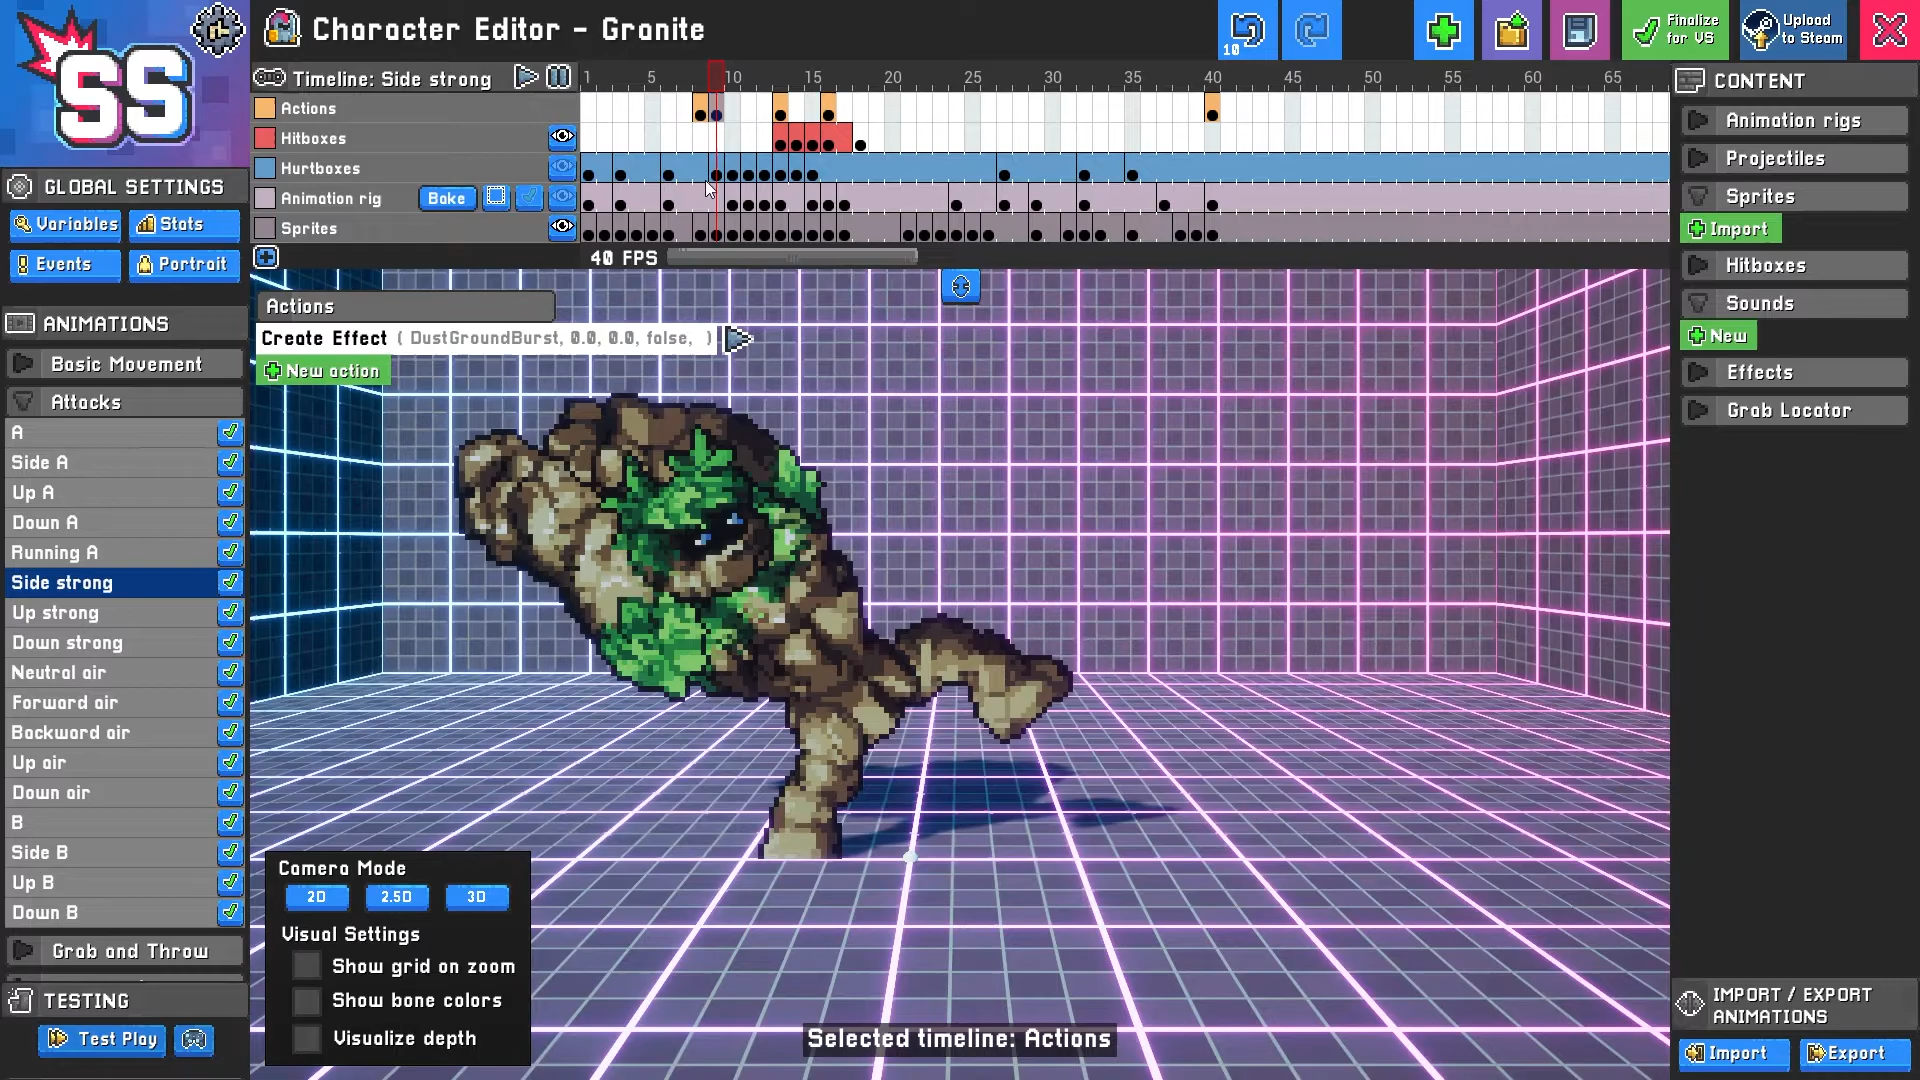 SS
Character Editor - Granite
10
Finalize for VS
Upload to Steam
Timeline: Side strong
1 5 10 15 20 25 30 35 40 45 50 55 60 65
Actions
Hitboxes
Hurtboxes
Animation rig
Bake
Sprites
40 FPS
GLOBAL SETTINGS
Variables
Stats
Events
Portrait
ANIMATIONS
Basic Movement
Attacks
A
Side A
Up A
Down A
Running A
Side strong
Up strong
Down strong
Neutral air
Forward air
Backward air
Up air
Down air
B
Side B
Up B
Down B
Grab and Throw
TESTING
Test Play
Actions
Create Effect ( DustGroundBurst, 0.0, 0.0, false, )
New action
Camera Mode
2D 2.5D 3D
Visual Settings
Show grid on zoom
Show bone colors
Visualize depth
Selected timeline: Actions
CONTENT
Animation rigs
Projectiles
Sprites
Import
Hitboxes
Sounds
New
Effects
Grab Locator
IMPORT / EXPORT
ANIMATIONS
Import
Export